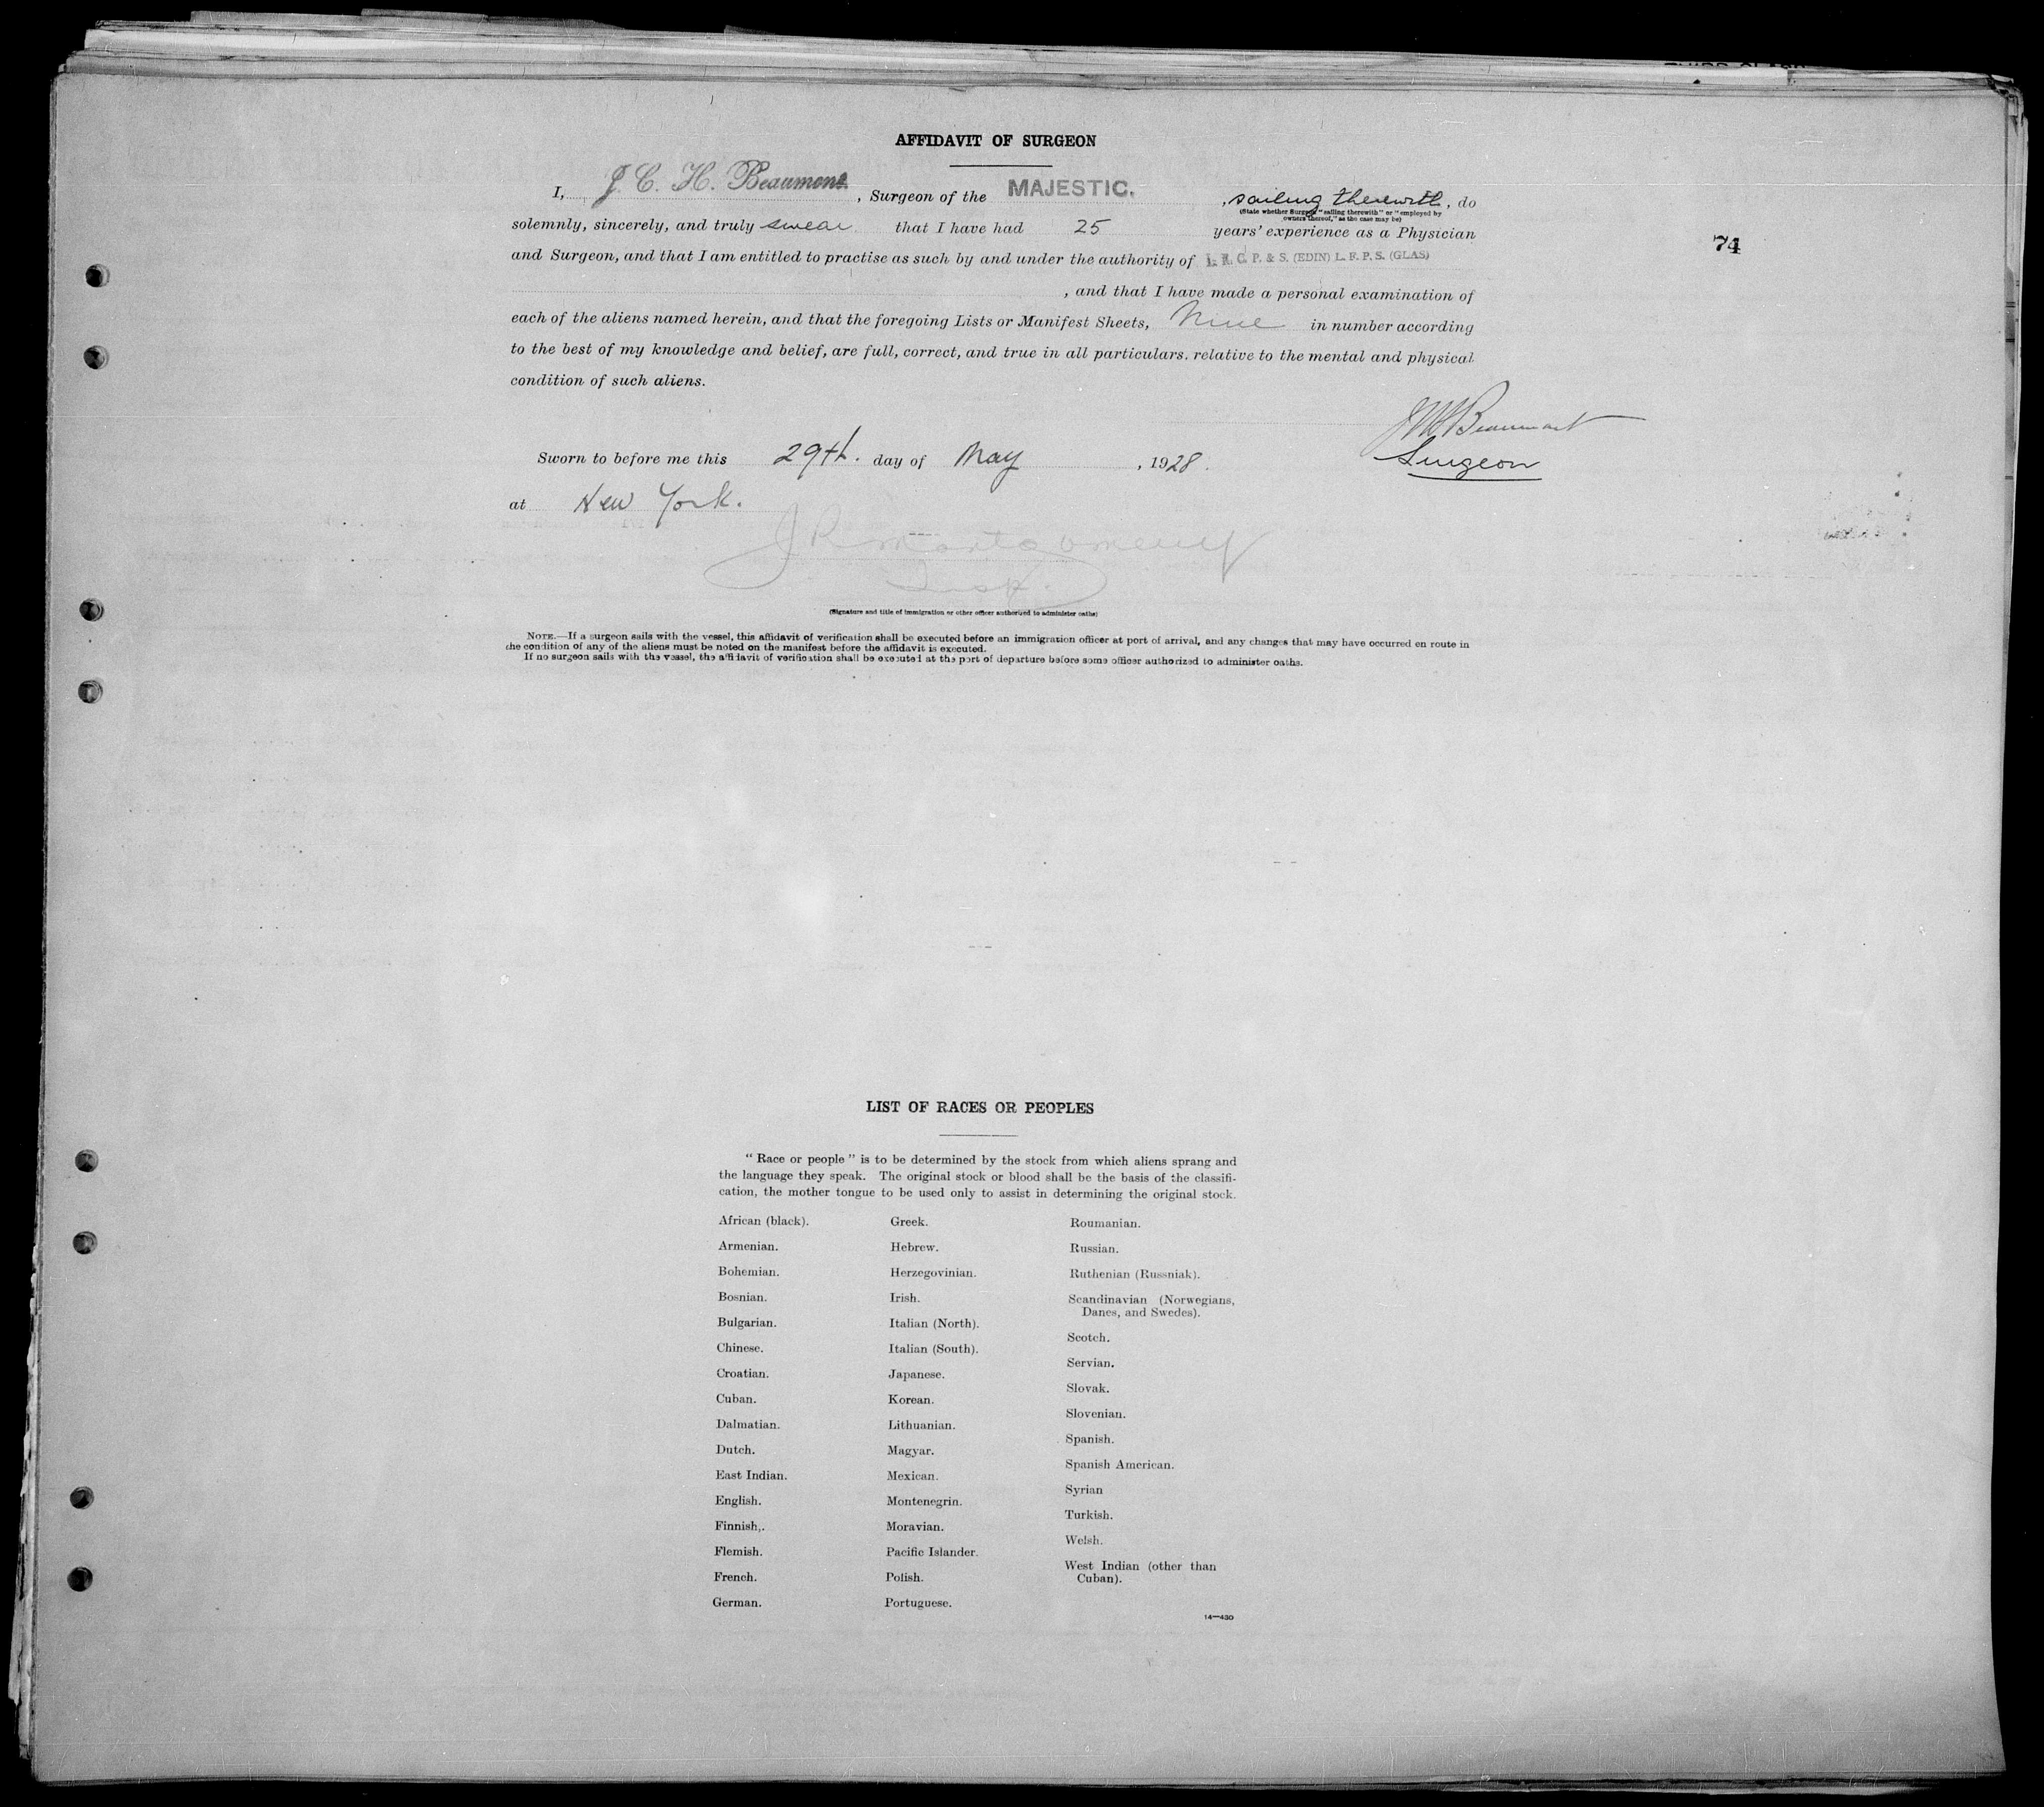 AFFIDAVIT OF SURGEON
I, J. C. H. Beaumont, Surgeon of the MAJESTIC. , sailing therewith, do
(State whether Surgeon "sailing therewith" or "employed by owners thereof," as the case may be)
solemnly, sincerely, and truly swear that I have had 25 years' experience as a Physician
74
and Surgeon, and that I am entitled to practise as such by and under the authority of L. R. C. P. & S. (EDIN) L. F. P. S. (GLAS)
, and that I have made a personal examination of
each of the aliens named herein, and that the foregoing Lists or Manifest Sheets, Nine in number according
to the best of my knowledge and belief, are full, correct, and true in all particulars. relative to the mental and physical
condition of such aliens.
Beaumont
Surgeon
Sworn to before me this 29th. day of May , 1928.
at New York.
J R Montgomery
Insp.
(Signature and title of immigration or other officer authorized to administer oaths)
NOTE.—If a surgeon sails with the vessel, this affidavit of verification shall be executed before an immigration officer at port of arrival, and any changes that may have occurred en route in
the condition of any of the aliens must be noted on the manifest before the affidavit is executed.
If no surgeon sails with the vessel, the affidavit of verification shall be executed at the port of departure before some officer authorized to administer oaths.
LIST OF RACES OR PEOPLES
"Race or people" is to be determined by the stock from which aliens sprang and
the language they speak. The original stock or blood shall be the basis of the classifi-
cation, the mother tongue to be used only to assist in determining the original stock.
African (black).
Armenian.
Bohemian.
Bosnian.
Bulgarian.
Chinese.
Croatian.
Cuban.
Dalmatian.
Dutch.
East Indian.
English.
Finnish,.
Flemish.
French.
German.
Greek.
Hebrew.
Herzegovinian.
Irish.
Italian (North).
Italian (South).
Japanese.
Korean.
Lithuanian.
Magyar.
Mexican.
Montenegrin.
Moravian.
Pacific Islander.
Polish.
Portuguese.
Roumanian.
Russian.
Ruthenian (Russniak).
Scandinavian (Norwegians,
Danes, and Swedes).
Scotch.
Servian.
Slovak.
Slovenian.
Spanish.
Spanish American.
Syrian
Turkish.
Welsh.
West Indian (other than
Cuban).
14—430